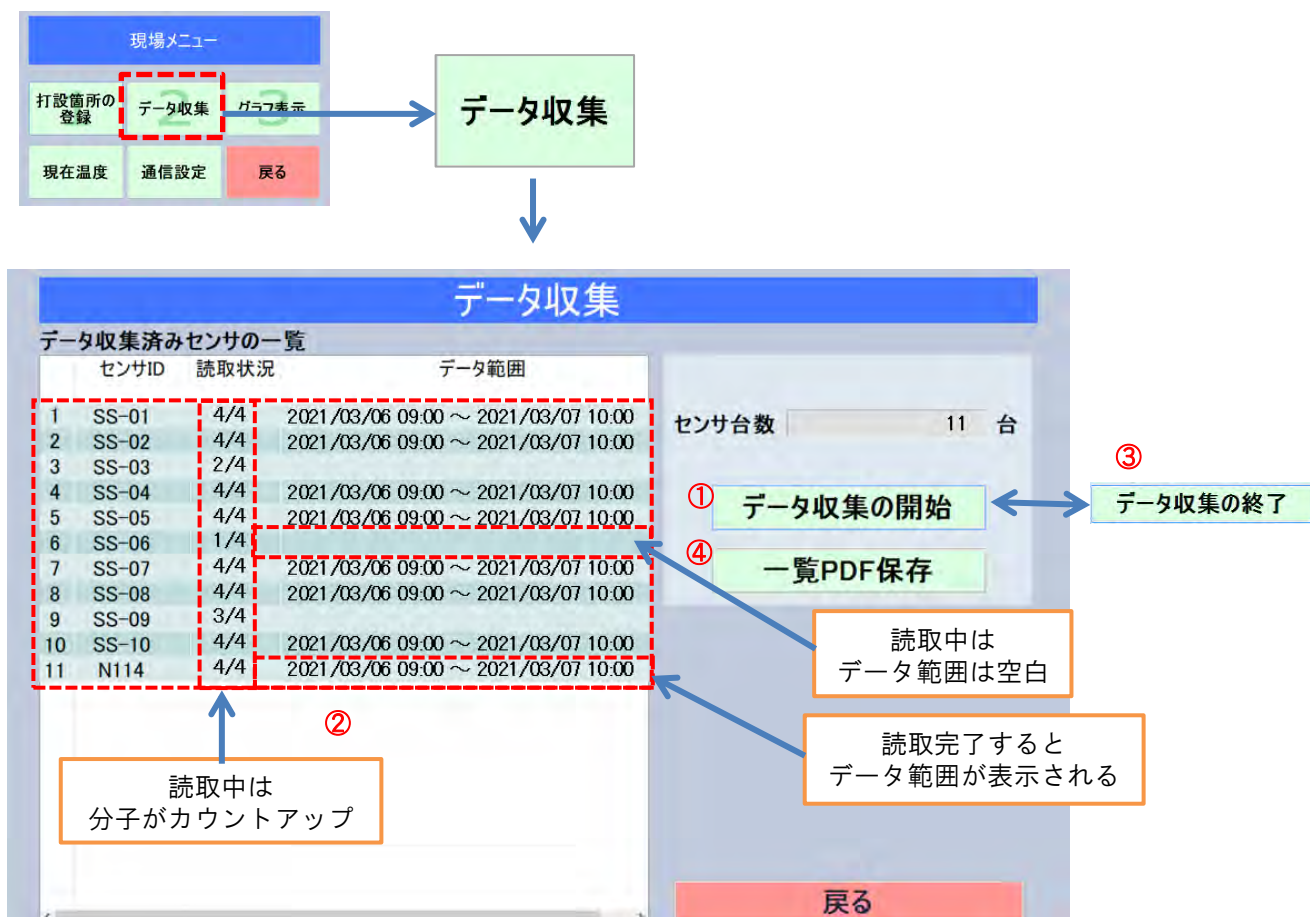 現場メニュー
打設箇所の
登録
2
データ収集
3
グラフ表示
現在温度
通信設定
戻る
データ収集
データ収集
データ収集済みセンサの一覧
センサID 読取状況 データ範囲
1 SS-01 4/4 2021/03/06 09:00 ～ 2021/03/07 10:00
2 SS-02 4/4 2021/03/06 09:00 ～ 2021/03/07 10:00
3 SS-03 2/4
4 SS-04 4/4 2021/03/06 09:00 ～ 2021/03/07 10:00
5 SS-05 4/4 2021/03/06 09:00 ～ 2021/03/07 10:00
6 SS-06 1/4
7 SS-07 4/4 2021/03/06 09:00 ～ 2021/03/07 10:00
8 SS-08 4/4 2021/03/06 09:00 ～ 2021/03/07 10:00
9 SS-09 3/4
10 SS-10 4/4 2021/03/06 09:00 ～ 2021/03/07 10:00
11 N114 4/4 2021/03/06 09:00 ～ 2021/03/07 10:00
センサ台数 11 台
① データ収集の開始
③
データ収集の終了
④ 一覧PDF保存
読取中は
データ範囲は空白
②
読取完了すると
データ範囲が表示される
読取中は
分子がカウントアップ
戻る